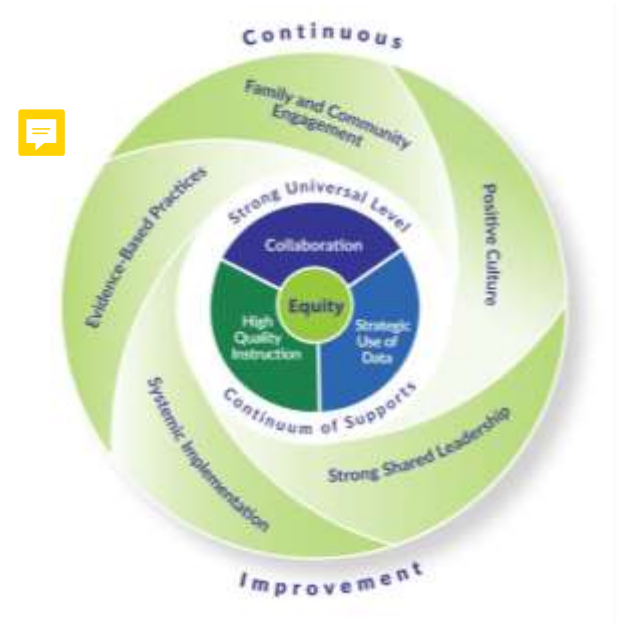 Continuous
Family and Community
Engagement
Positive Culture
Evidence-Based Practices
Strong Universal Level
Collaboration
Equity
High
Quality
Instruction
Strategic
Use of
Data
Continuum of Supports
Systemic Implementation
Strong Shared Leadership
Improvement